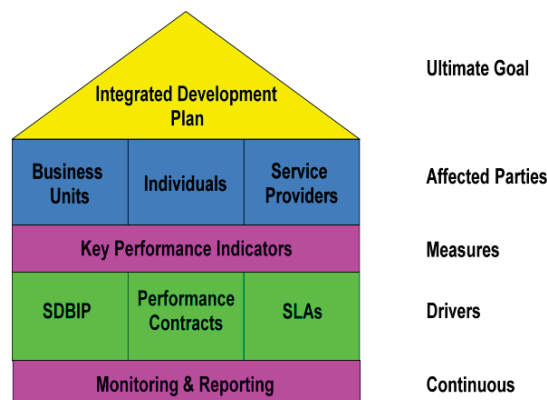 Ultimate Goal
Integrated Development
Plan
Business
Units
Individuals
Service
Providers
Affected Parties
Key Performance Indicators
Measures
SDBIP
Performance
Contracts
SLAs
Drivers
Monitoring & Reporting
Continuous